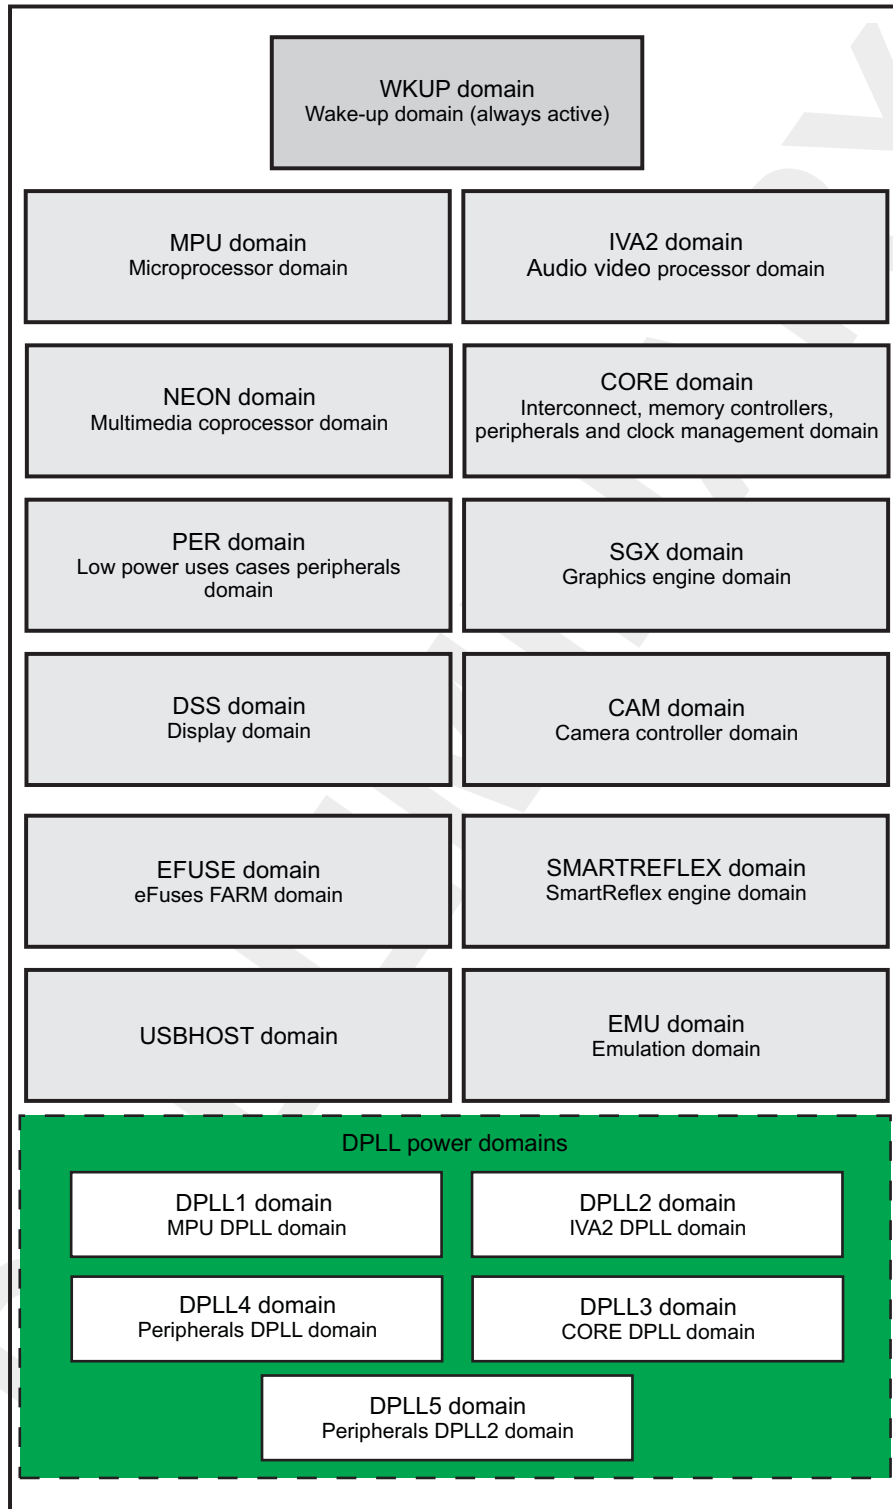 WKUP domain
Wake-up domain (always active)
MPU domain
Microprocessor domain
IVA2 domain
Audio video processor domain
NEON domain
Multimedia coprocessor domain
CORE domain
Interconnect, memory controllers,
peripherals and clock management domain
PER domain
Low power uses cases peripherals
domain
SGX domain
Graphics engine domain
DSS domain
Display domain
CAM domain
Camera controller domain
EFUSE domain
eFuses FARM domain
SMARTREFLEX domain
SmartReflex engine domain
USBHOST domain
EMU domain
Emulation domain
DPLL power domains
DPLL1 domain
MPU DPLL domain
DPLL2 domain
IVA2 DPLL domain
DPLL4 domain
Peripherals DPLL domain
DPLL3 domain
CORE DPLL domain
DPLL5 domain
Peripherals DPLL2 domain